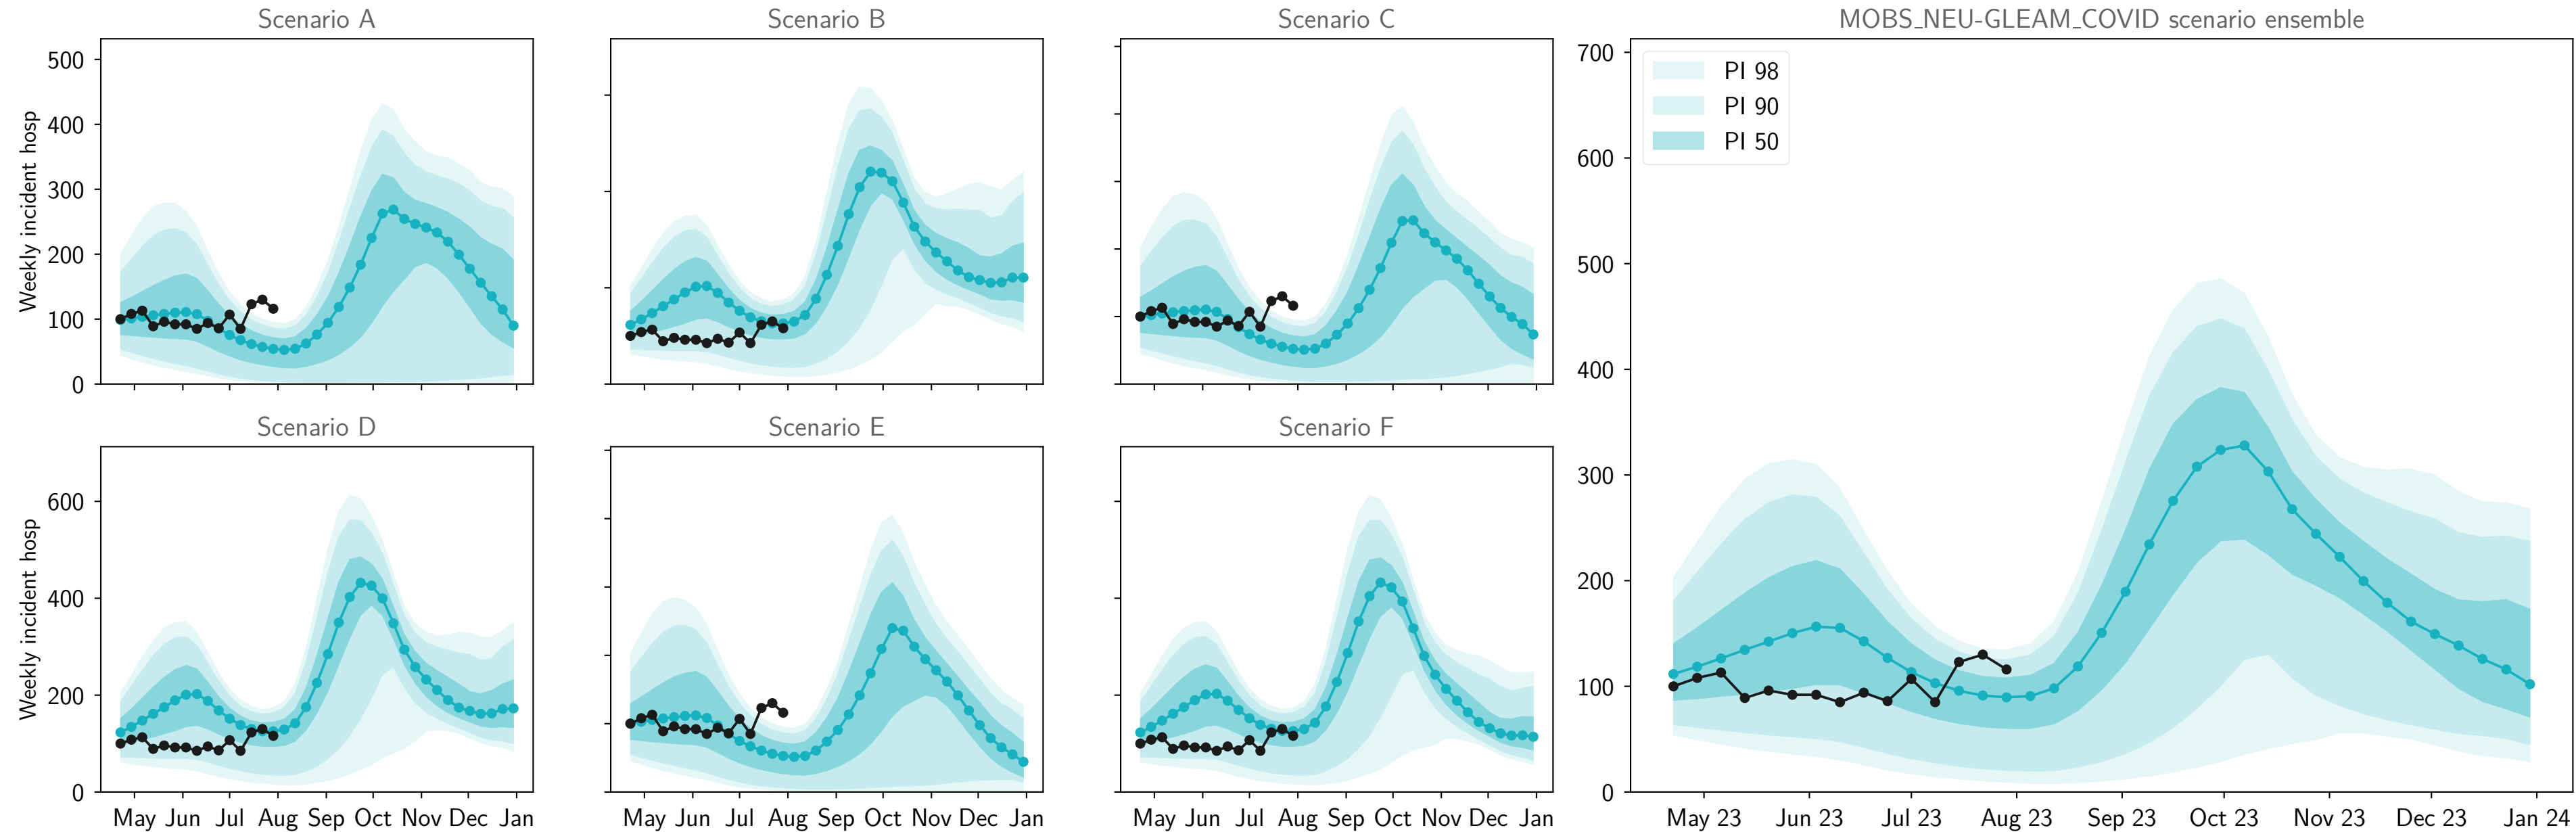 Scenario A
Scenario B
Scenario C
MOBS_NEU-GLEAM_COVID scenario ensemble
Weekly incident hosp
500
400
300
200
100
0
700
600
500
400
300
200
100
0
PI 98
PI 90
PI 50
Scenario D
Scenario E
Scenario F
Weekly incident hosp
600
400
200
0
May Jun Jul Aug Sep Oct Nov Dec Jan
May Jun Jul Aug Sep Oct Nov Dec Jan
May Jun Jul Aug Sep Oct Nov Dec Jan
May 23 Jun 23 Jul 23 Aug 23 Sep 23 Oct 23 Nov 23 Dec 23 Jan 24